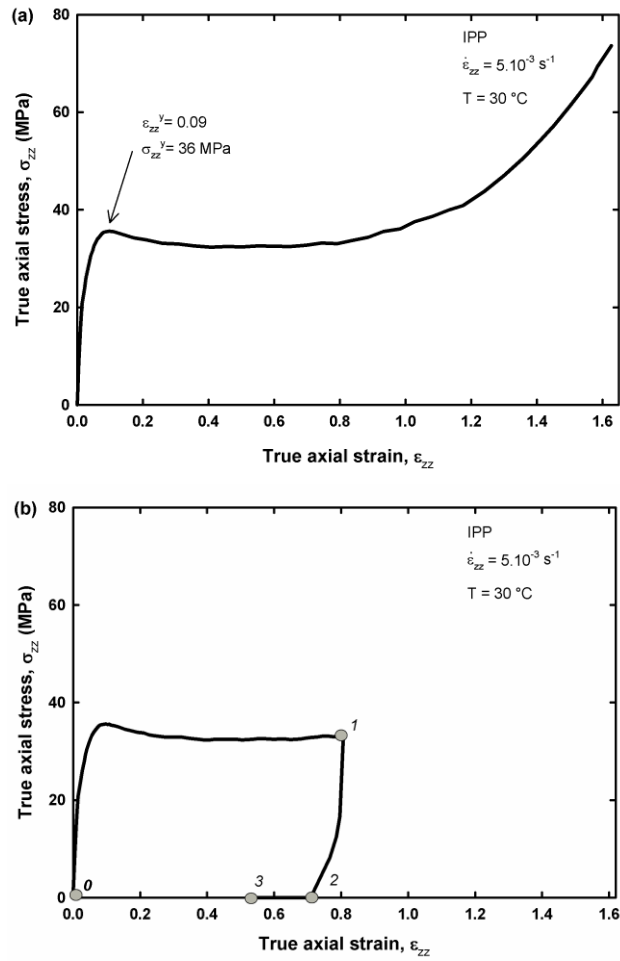 (a)
80
60
40
20
0
True axial stress, σzz (MPa)
IPP
ε̇zz = 5.10⁻³ s⁻¹
T = 30 °C
εzzʸ = 0.09
σzzʸ = 36 MPa
0.0 0.2 0.4 0.6 0.8 1.0 1.2 1.4 1.6
True axial strain, εzz
(b)
80
60
40
20
0
True axial stress, σzz (MPa)
IPP
ε̇zz = 5.10⁻³ s⁻¹
T = 30 °C
1
0
3 2
0.0 0.2 0.4 0.6 0.8 1.0 1.2 1.4 1.6
True axial strain, εzz